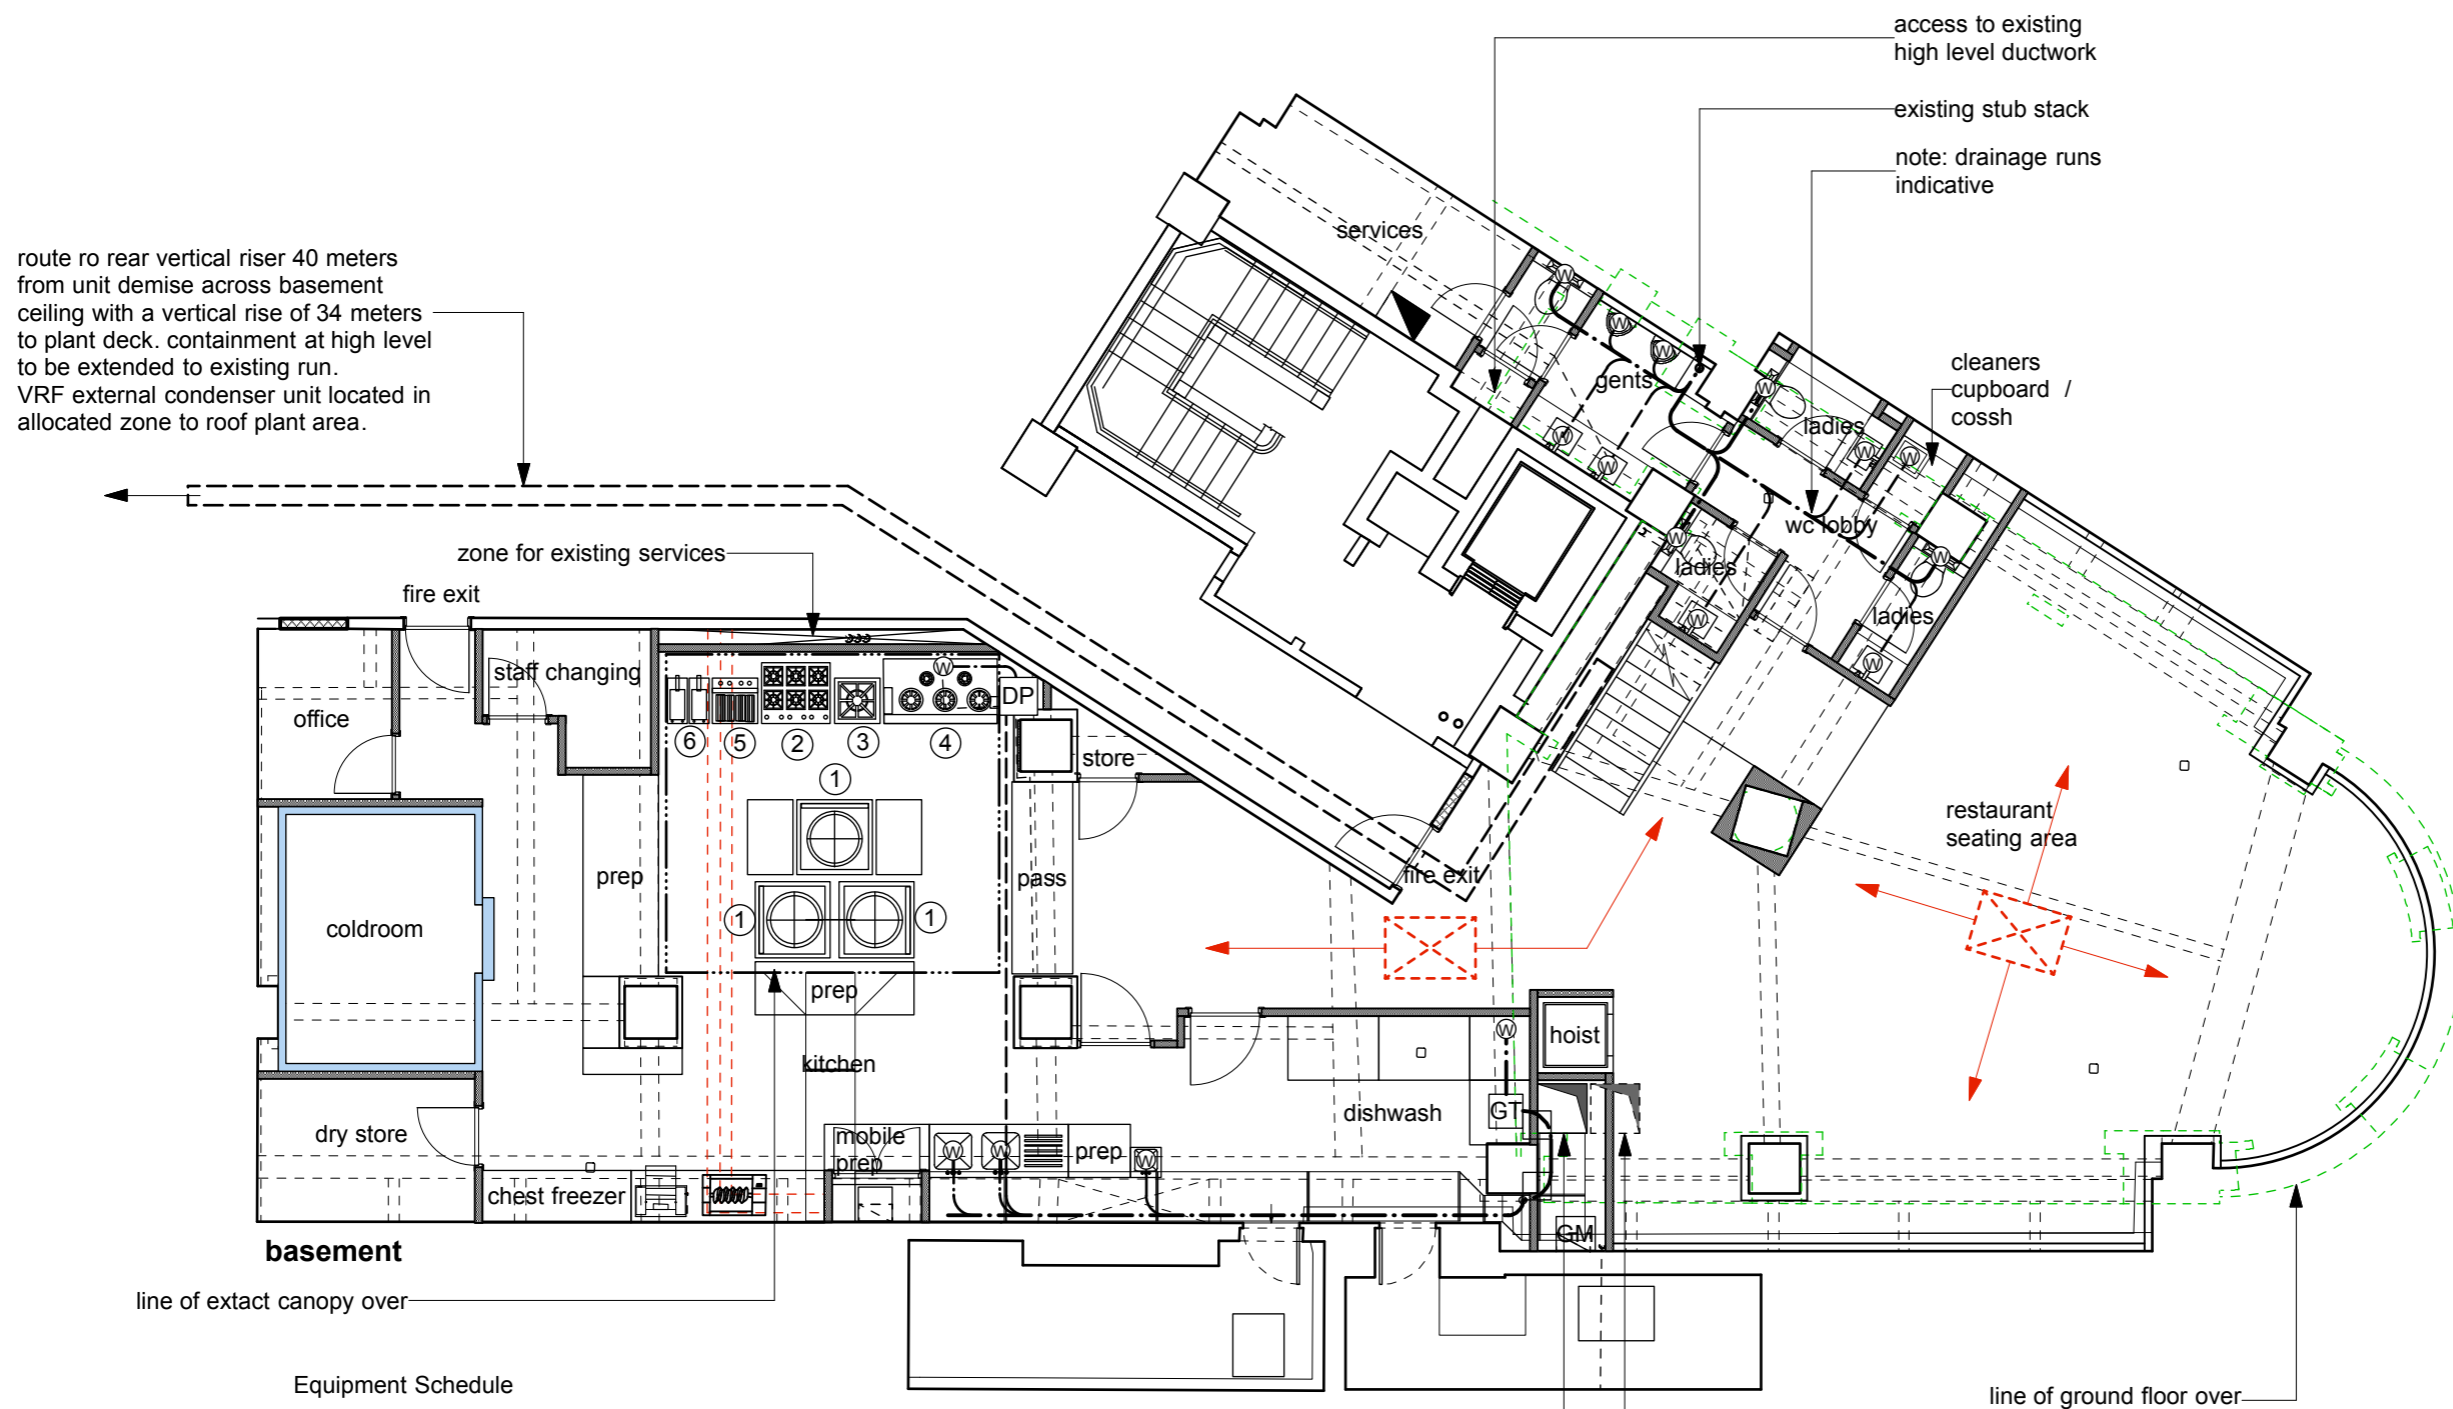 access to existing
high level ductwork
existing stub stack
note: drainage runs
indicative
services
route ro rear vertical riser 40 meters
from unit demise across basement
ceiling with a vertical rise of 34 meters
to plant deck. containment at high level
to be extended to existing run.
VRF external condenser unit located in
allocated zone to roof plant area.
W
W
W
gents
cleaners
cupboard /
cossh
W
ladies
W
W
W
W
wc lobby
zone for existing services
W
ladies
W
fire exit
W
ladies
W
staff changing
W
DP
office
6
5
2
3
4
store
1
restaurant
seating area
prep
pass
fire exit
coldroom
1
1
prep
W
hoist
kitchen
GT
dishwash
dry store
mobile
prep
W
W
prep
W
chest freezer
GM
basement
line of extact canopy over
Equipment Schedule
line of ground floor over